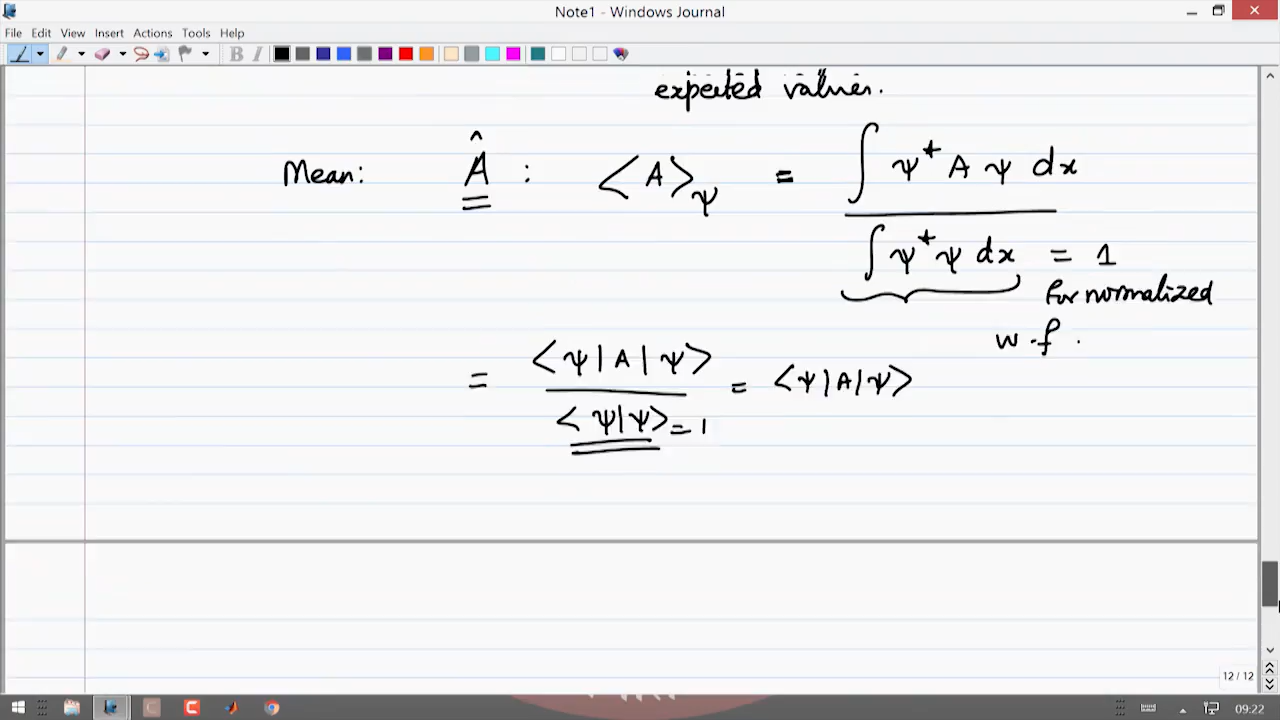 Note1 - Windows Journal
File Edit View Insert Actions Tools Help
B I
expected values.
Mean: Â : ⟨A⟩ψ = ∫ ψ* A ψ dx
∫ ψ* ψ dx = 1
for normalized
w.f.
= ⟨ψ|A|ψ⟩ / ⟨ψ|ψ⟩ = 1 = ⟨ψ|A|ψ⟩
12 / 12
09:22